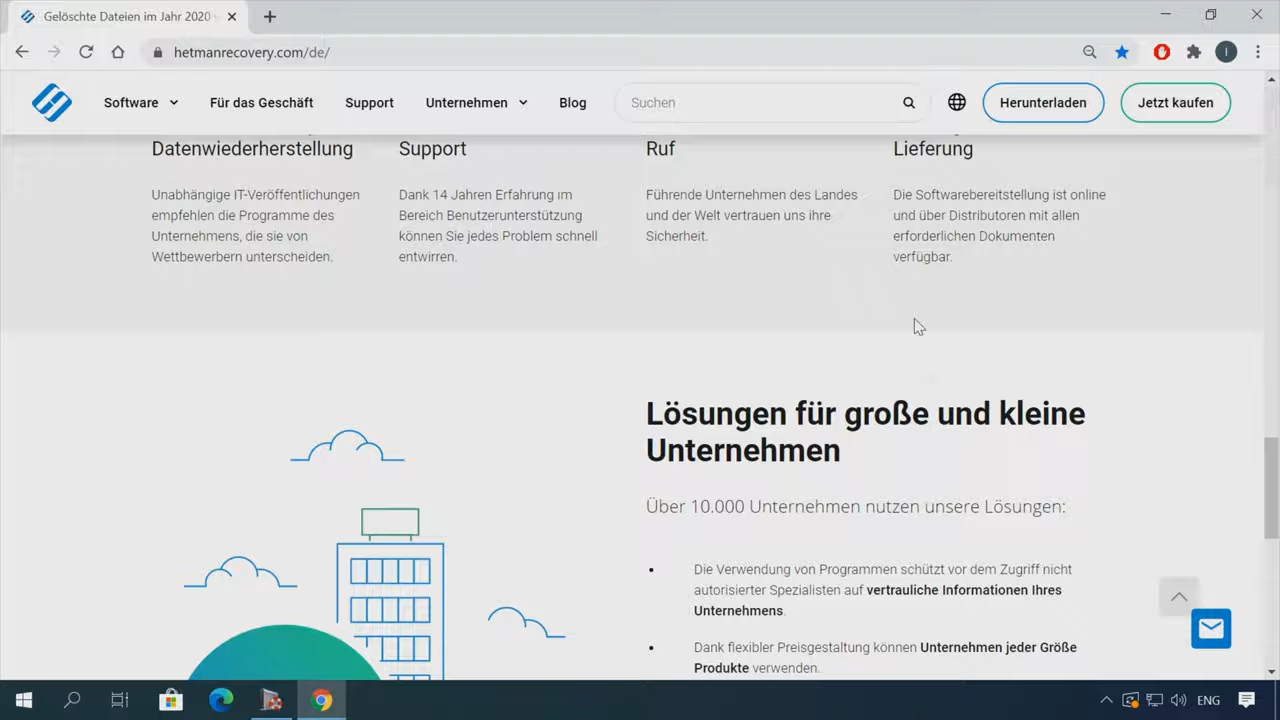 Gelöschte Dateien im Jahr 2020
hetmanrecovery.com/de/
I
Software
Für das Geschäft
Support
Unternehmen
Blog
Suchen
Herunterladen
Jetzt kaufen
Datenwiederherstellung
Unabhängige IT-Veröffentlichungen
empfehlen die Programme des
Unternehmens, die sie von
Wettbewerbern unterscheiden.
Support
Dank 14 Jahren Erfahrung im
Bereich Benutzerunterstützung
können Sie jedes Problem schnell
entwirren.
Ruf
Führende Unternehmen des Landes
und der Welt vertrauen uns ihre
Sicherheit.
Lieferung
Die Softwarebereitstellung ist online
und über Distributoren mit allen
erforderlichen Dokumenten
verfügbar.
Lösungen für große und kleine
Unternehmen
Über 10.000 Unternehmen nutzen unsere Lösungen:
• Die Verwendung von Programmen schützt vor dem Zugriff nicht
autorisierter Spezialisten auf vertrauliche Informationen Ihres
Unternehmens.
• Dank flexibler Preisgestaltung können Unternehmen jeder Größe
Produkte verwenden.
ENG